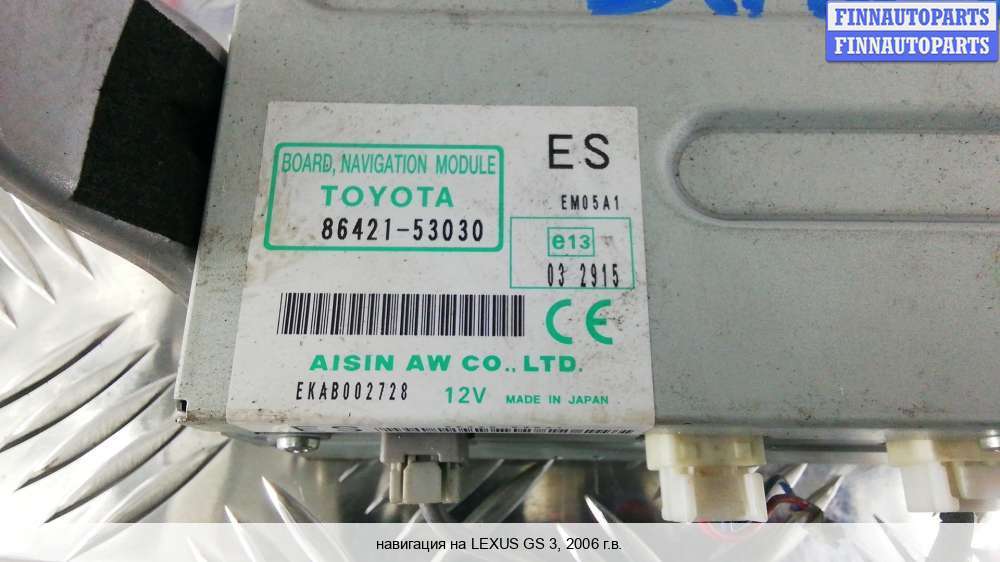 FINNAUTOPARTS
FINNAUTOPARTS
BOARD, NAVIGATION MODULE
TOYOTA
86421-53030
ES
EM05A1
e13
03 2915
CE
AISIN AW CO., LTD.
EKAB002728 12V MADE IN JAPAN
ES
навигация на LEXUS GS 3, 2006 г.в.